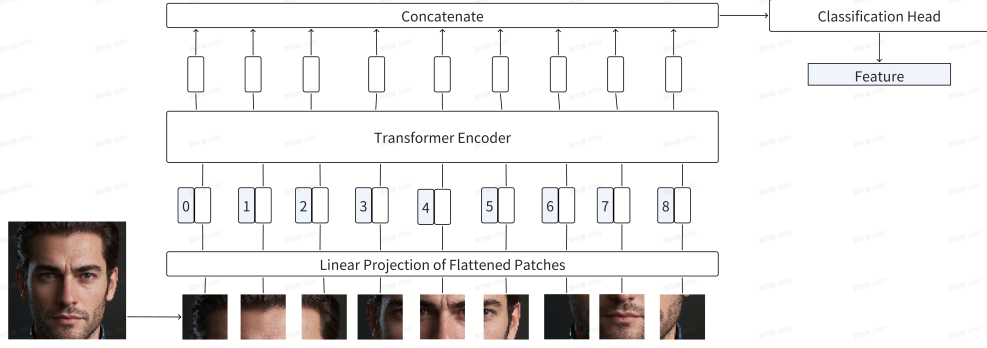 Concatenate
Classification Head
Feature
Transformer Encoder
0 1 2 3 4 5 6 7 8
Linear Projection of Flattened Patches